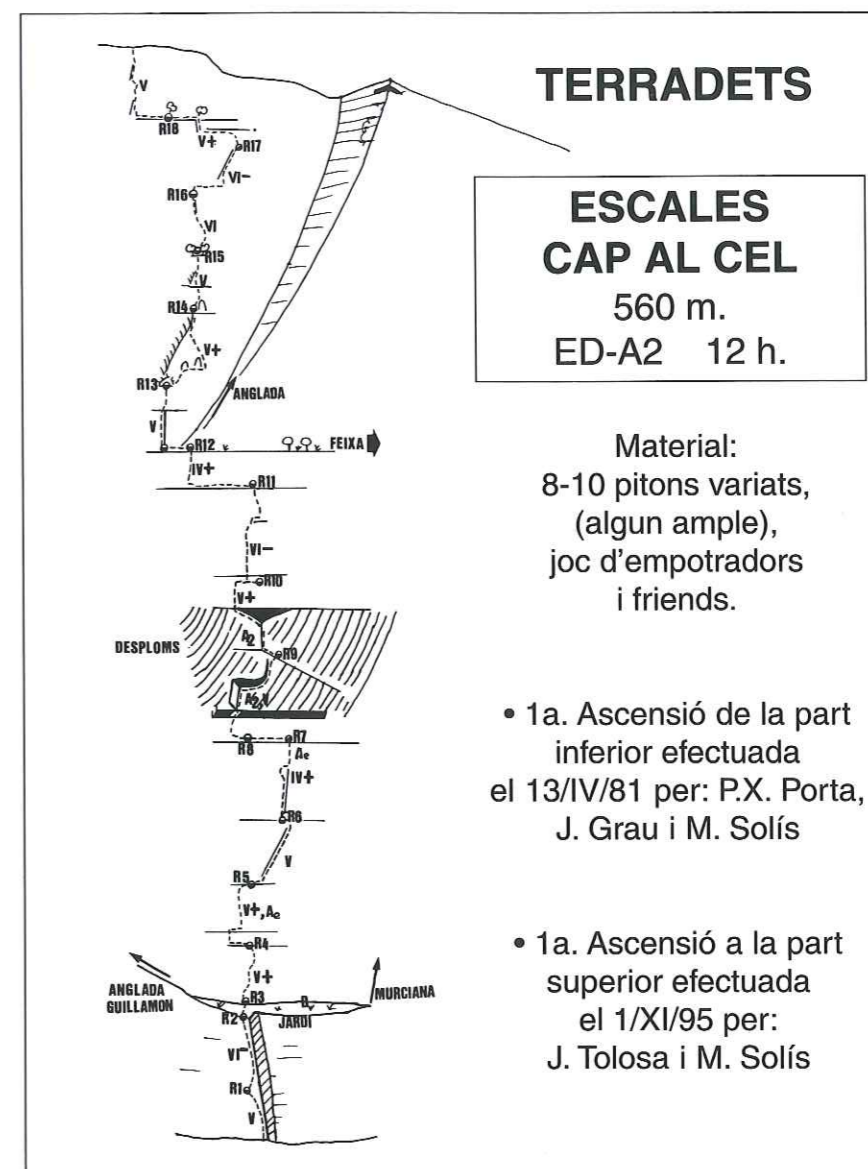 TERRADETS
ESCALES
CAP AL CEL
560 m.
ED-A2 12 h.
Material:
8-10 pitons variats,
(algun ample),
joc d'empotradors
i friends.
• 1a. Ascensió de la part
inferior efectuada
el 13/IV/81 per: P.X. Porta,
J. Grau i M. Solís
• 1a. Ascensió a la part
superior efectuada
el 1/XI/95 per:
J. Tolosa i M. Solís
V
R18
V+
R17
VI-
R16
VI
R15
V
R14
V+
R13
ANGLADA
V
R12
FEIXA
IV+
R11
VI-
R10
V+
DESPLOMS
A2
R9
A2,V
R8
R7
Ae
IV+
R6
V
R5
V+,Ae
R4
V+
ANGLADA
GUILLAMON
R3
MURCIANA
R2
JARDÍ
VI-
R1
V